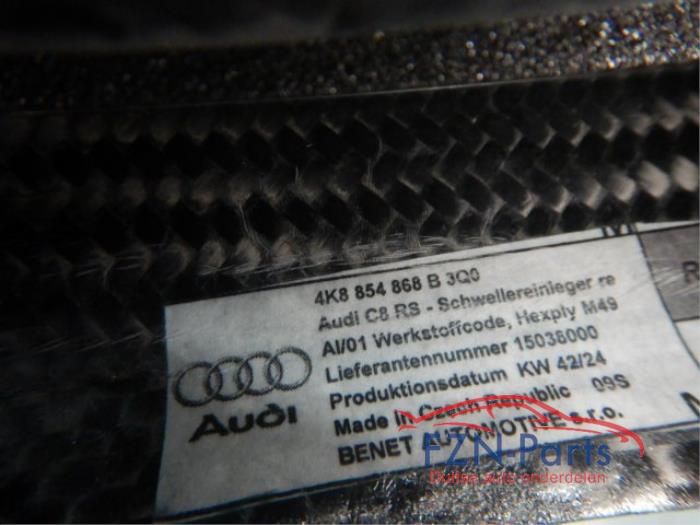 4K8 854 868 B 3Q0
Audi C8 RS - Schwellereinleger re
AI/01 Werkstoffcode, Hexply M49
Lieferantennummer 15036000
Produktionsdatum KW 42/24
Made In Czech Republic 09S
BENET AUTOMOTIVE s.r.o.
Audi
FZN-Parts
Duitse auto onderdelen